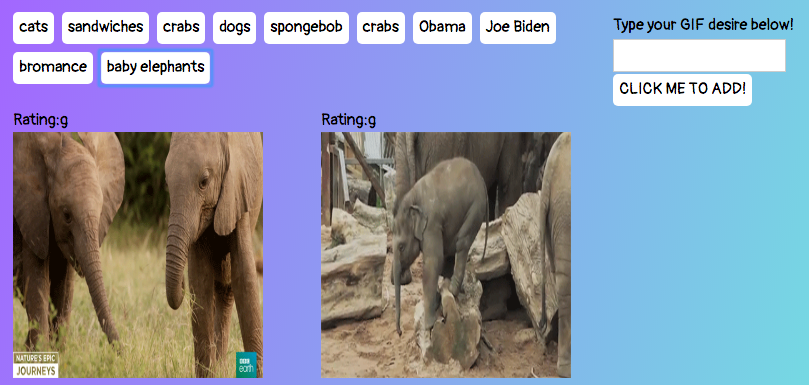 cats sandwiches crabs dogs spongebob crabs Obama Joe Biden
bromance baby elephants
Type your GIF desire below!
CLICK ME TO ADD!
Rating:g
Rating:g
NATURE'S EPIC
JOURNEYS
BBC
earth